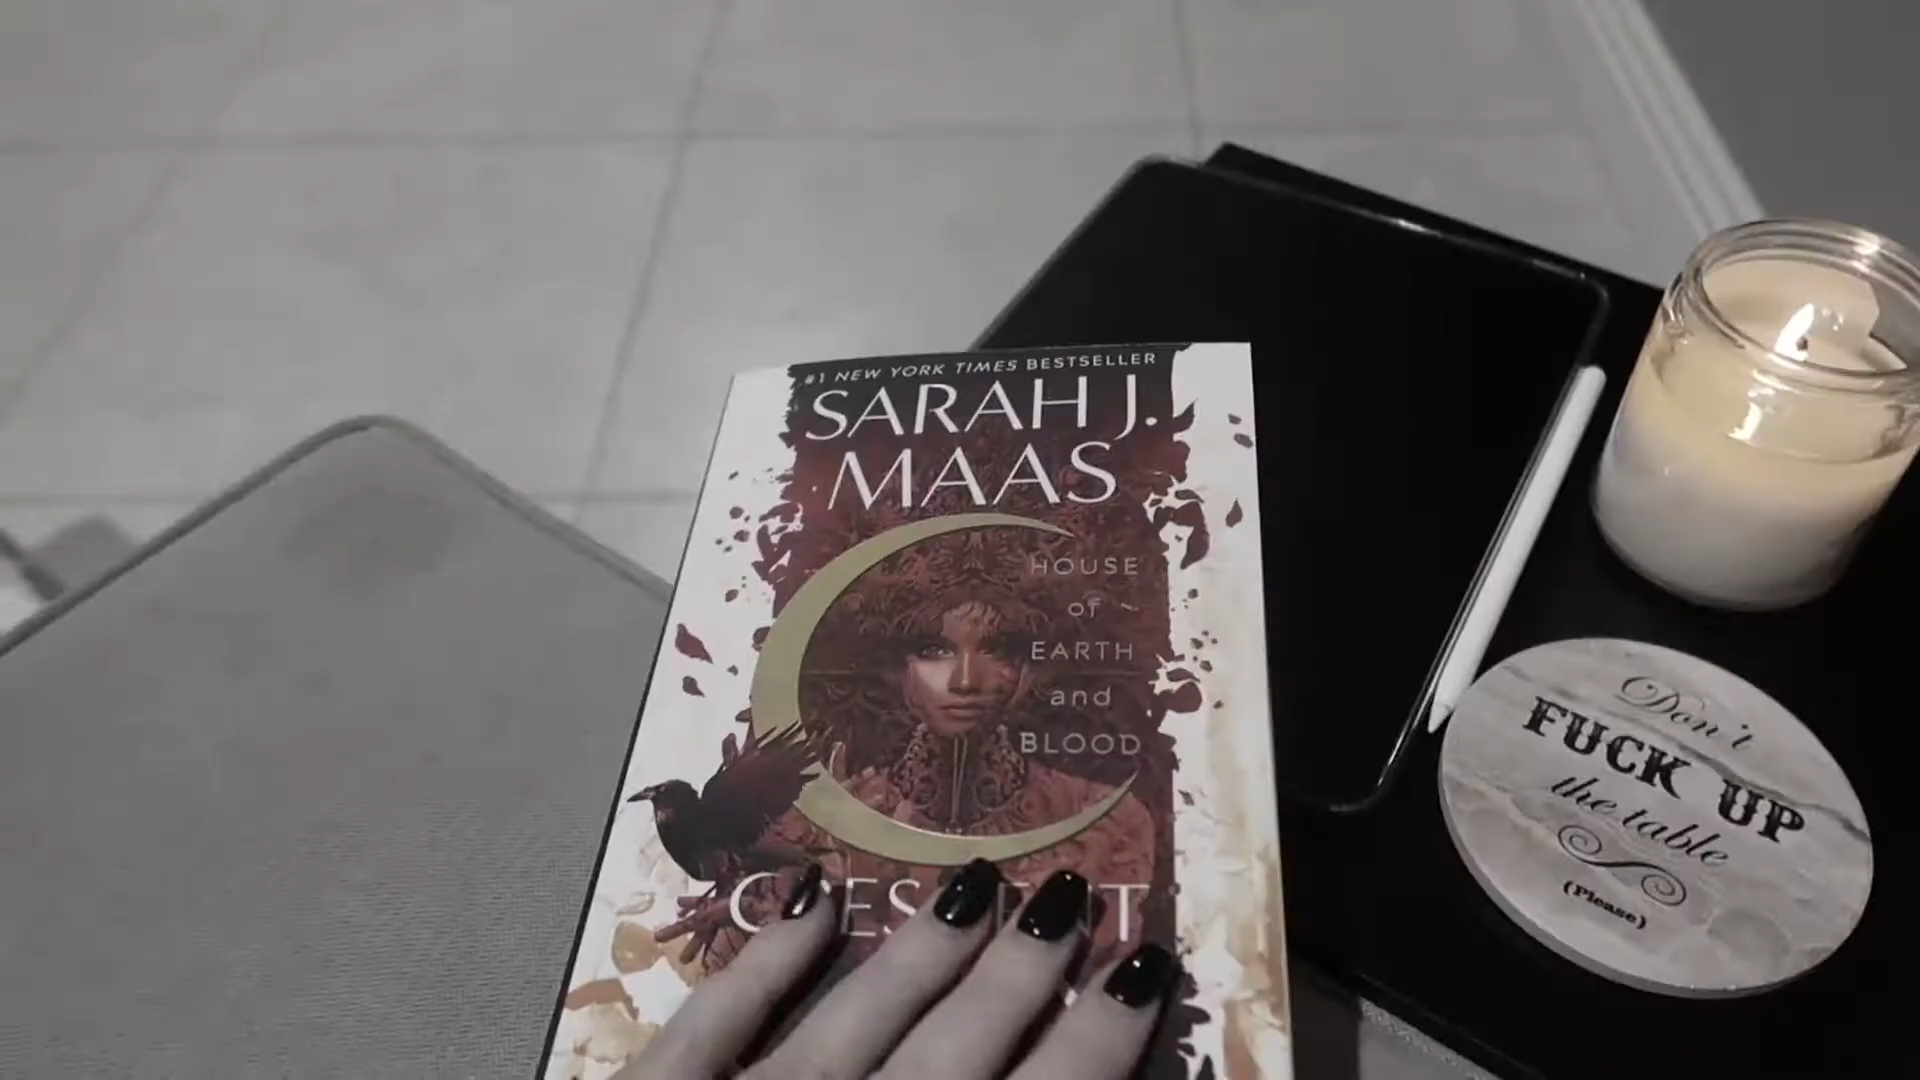 #1 NEW YORK TIMES BESTSELLER
SARAH J.
MAAS
HOUSE
OF
EARTH
and
BLOOD
Don't
FUCK UP
the table
(Please)